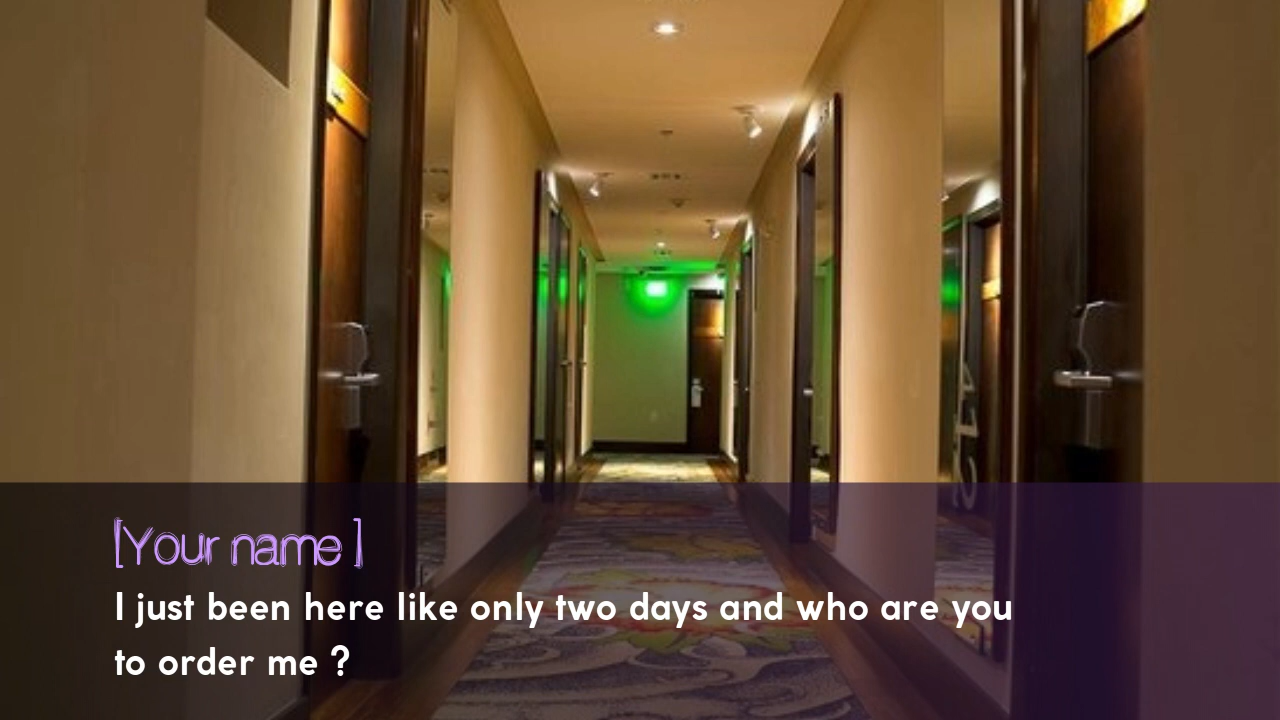 [Your name ]
I just been here like only two days and who are you
to order me ?